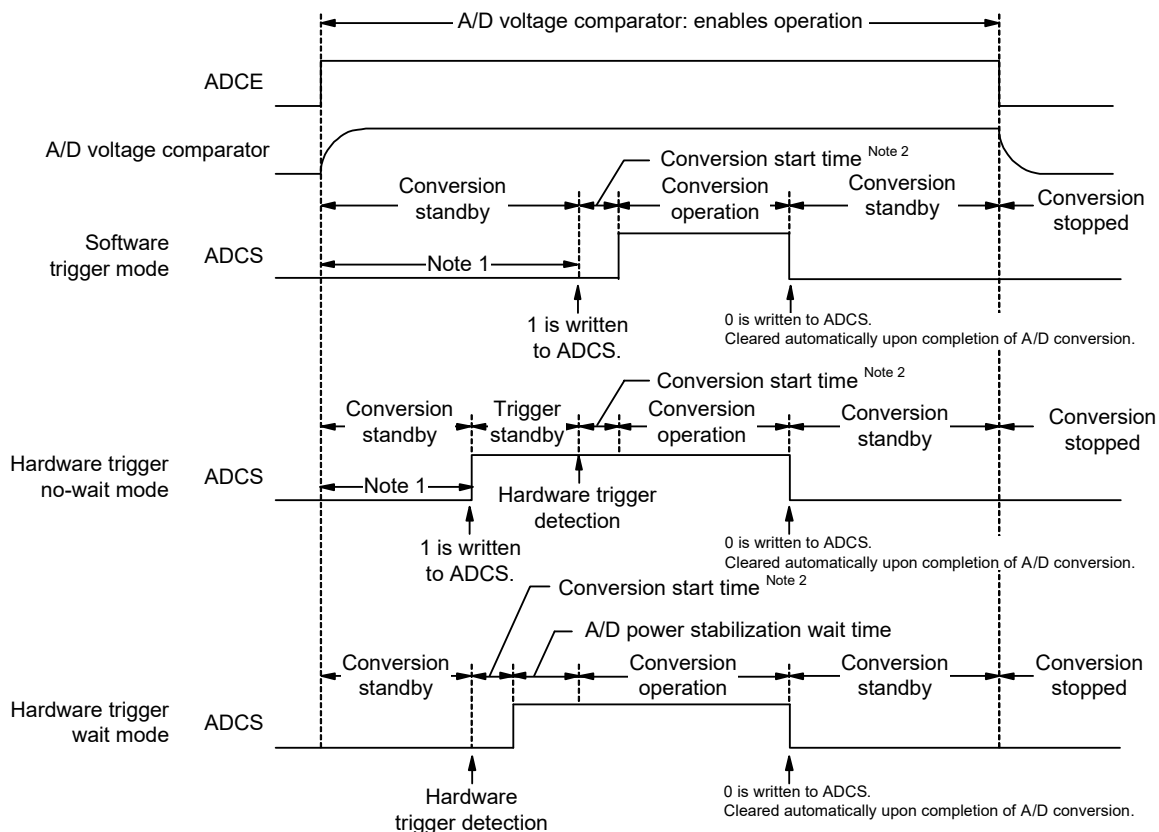 A/D voltage comparator: enables operation
ADCE
A/D voltage comparator
Conversion start time Note 2
Conversion
standby
Conversion
operation
Conversion
standby
Conversion
stopped
Software
trigger mode
ADCS
Note 1
1 is written
to ADCS.
0 is written to ADCS.
Cleared automatically upon completion of A/D conversion.
Conversion start time Note 2
Conversion
standby
Trigger
standby
Conversion
operation
Conversion
standby
Conversion
stopped
Hardware trigger
no-wait mode
ADCS
Note 1
Hardware trigger
detection
1 is written
to ADCS.
0 is written to ADCS.
Cleared automatically upon completion of A/D conversion.
Conversion start time Note 2
A/D power stabilization wait time
Conversion
standby
Conversion
operation
Conversion
standby
Conversion
stopped
Hardware trigger
wait mode
ADCS
Hardware
trigger detection
0 is written to ADCS.
Cleared automatically upon completion of A/D conversion.